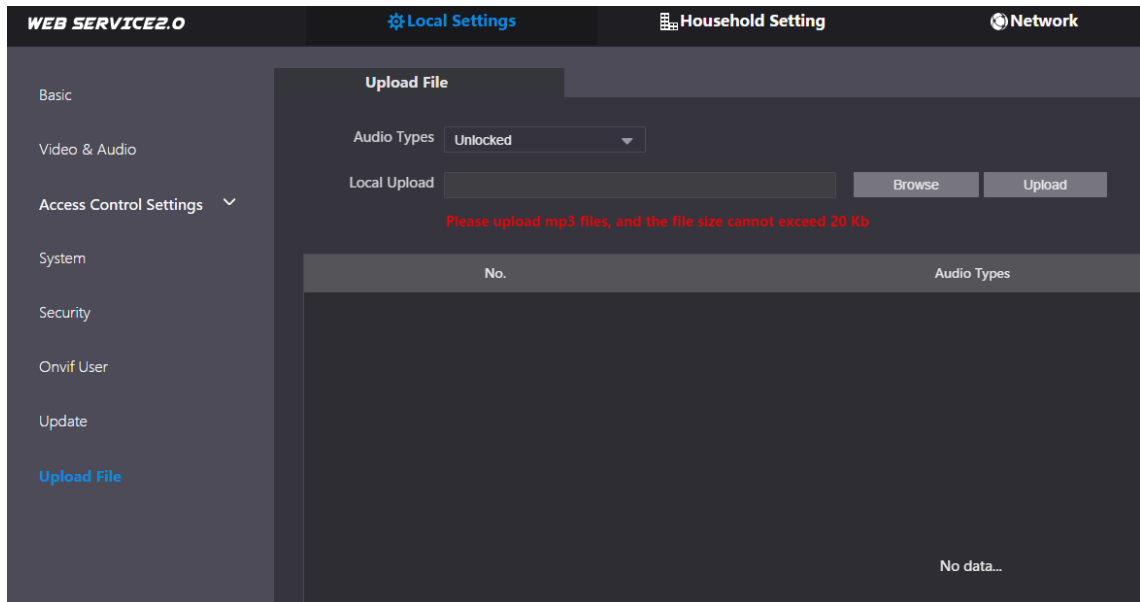 WEB SERVICE2.0
Local Settings
Household Setting
Network
Basic
Video & Audio
Access Control Settings
System
Security
Onvif User
Update
Upload File
Upload File
Audio Types Unlocked
Local Upload Browse Upload
Please upload mp3 files, and the file size cannot exceed 20 Kb
No. Audio Types
No data...